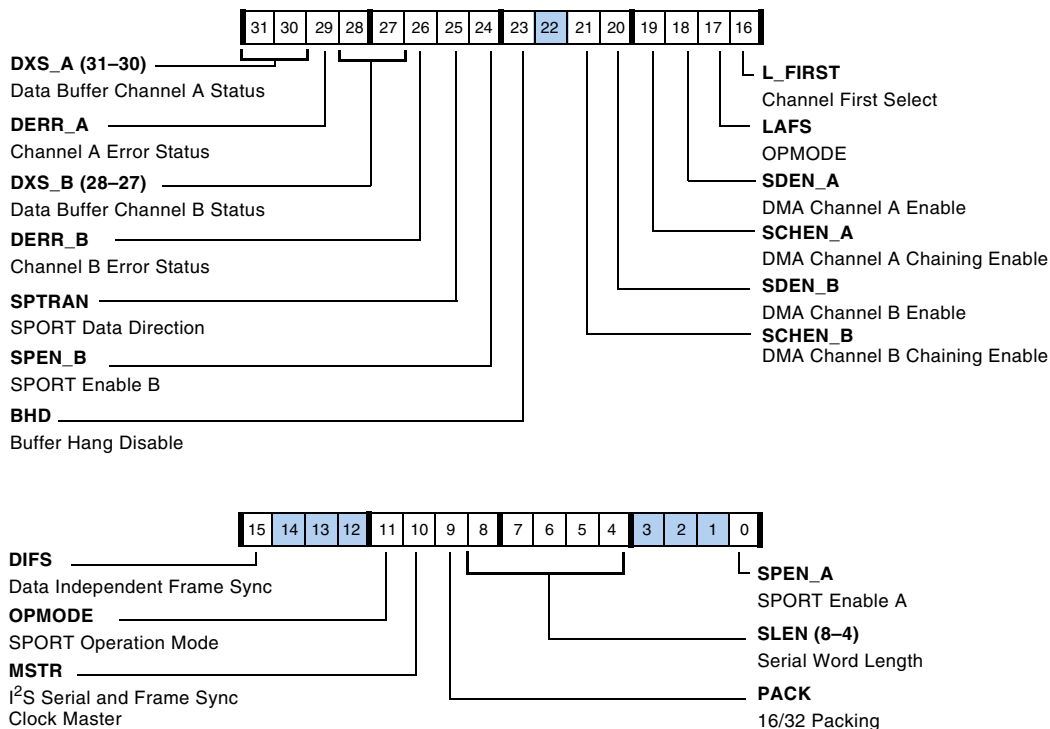 31 30 29 28 27 26 25 24 23 22 21 20 19 18 17 16
DXS_A (31–30)
Data Buffer Channel A Status
DERR_A
Channel A Error Status
DXS_B (28–27)
Data Buffer Channel B Status
DERR_B
Channel B Error Status
SPTRAN
SPORT Data Direction
SPEN_B
SPORT Enable B
BHD
Buffer Hang Disable
L_FIRST
Channel First Select
LAFS
OPMODE
SDEN_A
DMA Channel A Enable
SCHEN_A
DMA Channel A Chaining Enable
SDEN_B
DMA Channel B Enable
SCHEN_B
DMA Channel B Chaining Enable
15 14 13 12 11 10 9 8 7 6 5 4 3 2 1 0
DIFS
Data Independent Frame Sync
OPMODE
SPORT Operation Mode
MSTR
I²S Serial and Frame Sync
Clock Master
SPEN_A
SPORT Enable A
SLEN (8–4)
Serial Word Length
PACK
16/32 Packing